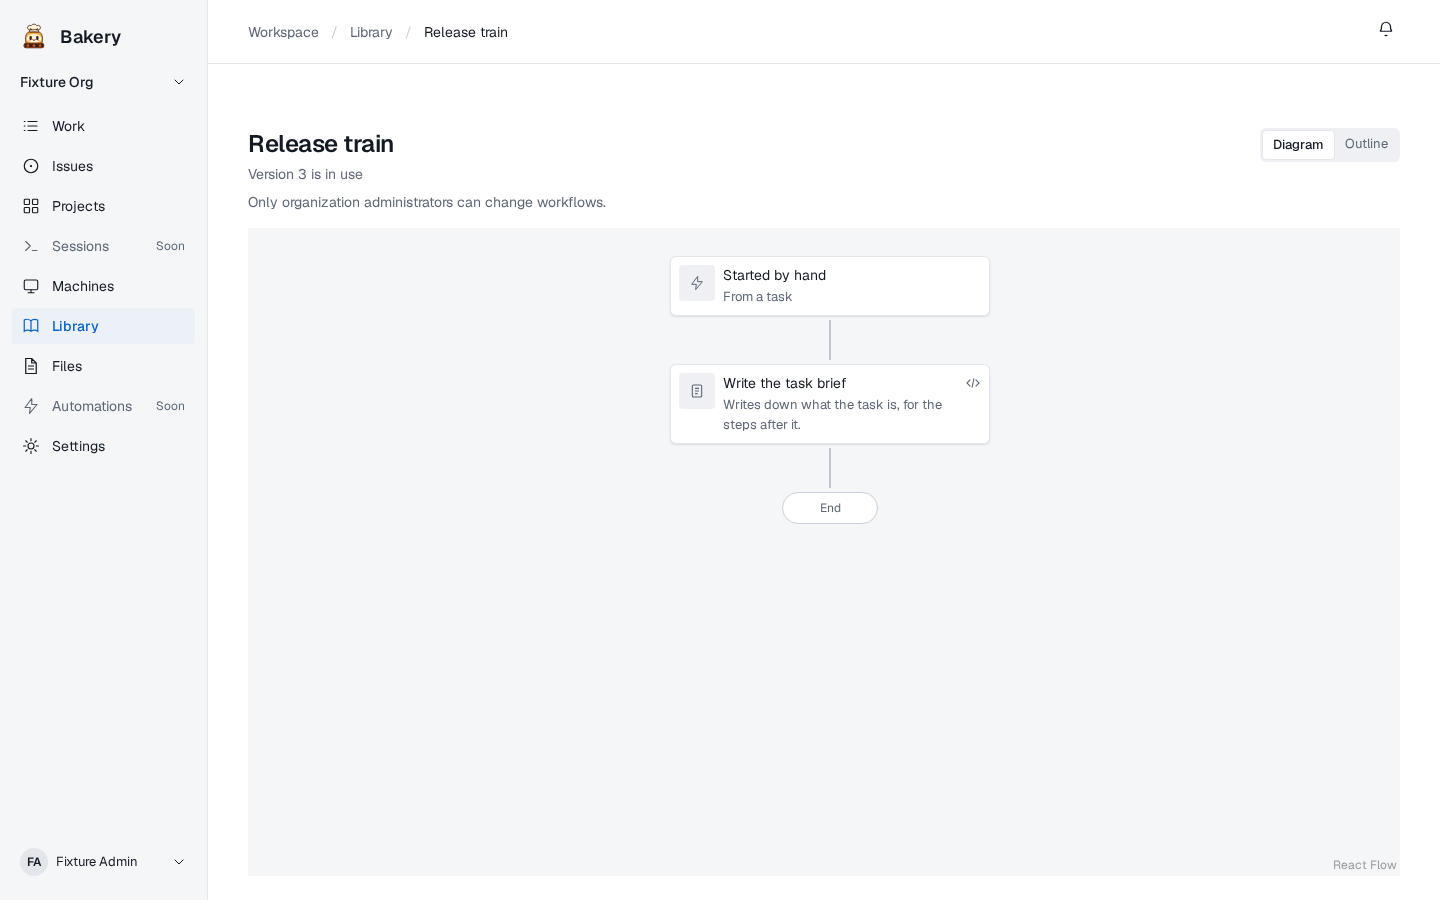 Bakery
Workspace / Library / Release train
Fixture Org
Work
Issues
Projects
Sessions Soon
Machines
Library
Files
Automations Soon
Settings
FA Fixture Admin
Release train
Diagram Outline
Version 3 is in use
Only organization administrators can change workflows.
Started by hand
From a task
Write the task brief
Writes down what the task is, for the
steps after it.
End
React Flow